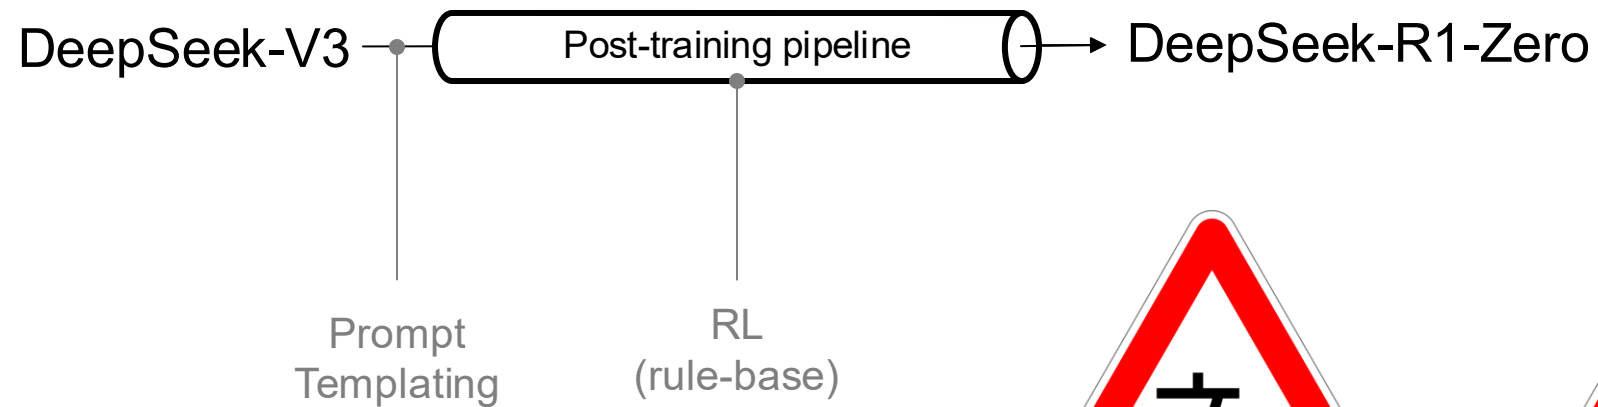 DeepSeek-V3
Post-training pipeline
DeepSeek-R1-Zero
Prompt
Templating
RL
(rule-base)